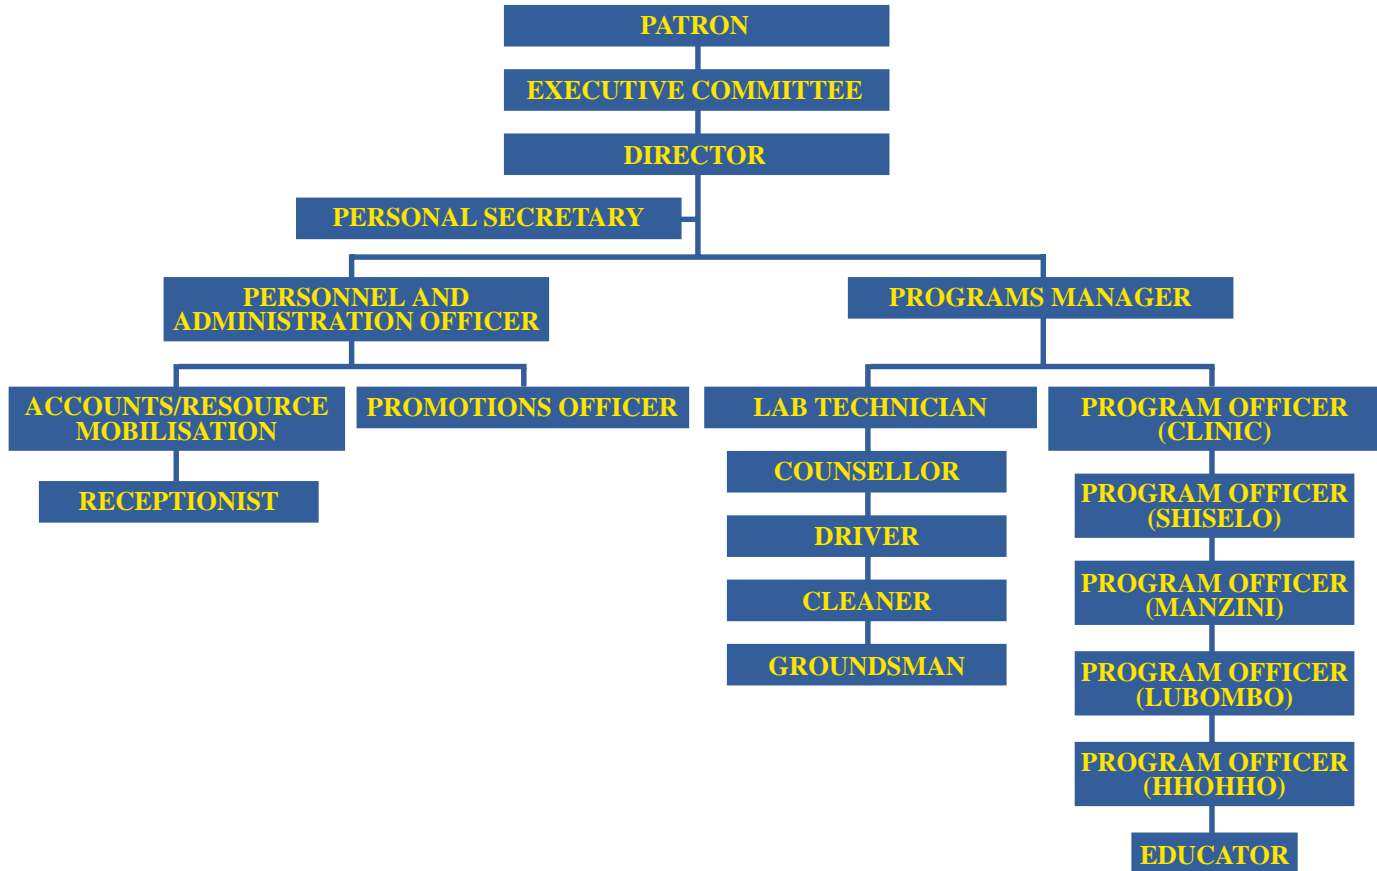 PATRON
EXECUTIVE COMMITTEE
DIRECTOR
PERSONAL SECRETARY
PERSONNEL AND
ADMINISTRATION OFFICER
PROGRAMS MANAGER
ACCOUNTS/RESOURCE
MOBILISATION
PROMOTIONS OFFICER
LAB TECHNICIAN
PROGRAM OFFICER
(CLINIC)
RECEPTIONIST
COUNSELLOR
DRIVER
CLEANER
GROUNDSMAN
PROGRAM OFFICER
(SHISELO)
PROGRAM OFFICER
(MANZINI)
PROGRAM OFFICER
(LUBOMBO)
PROGRAM OFFICER
(HHOHHO)
EDUCATOR